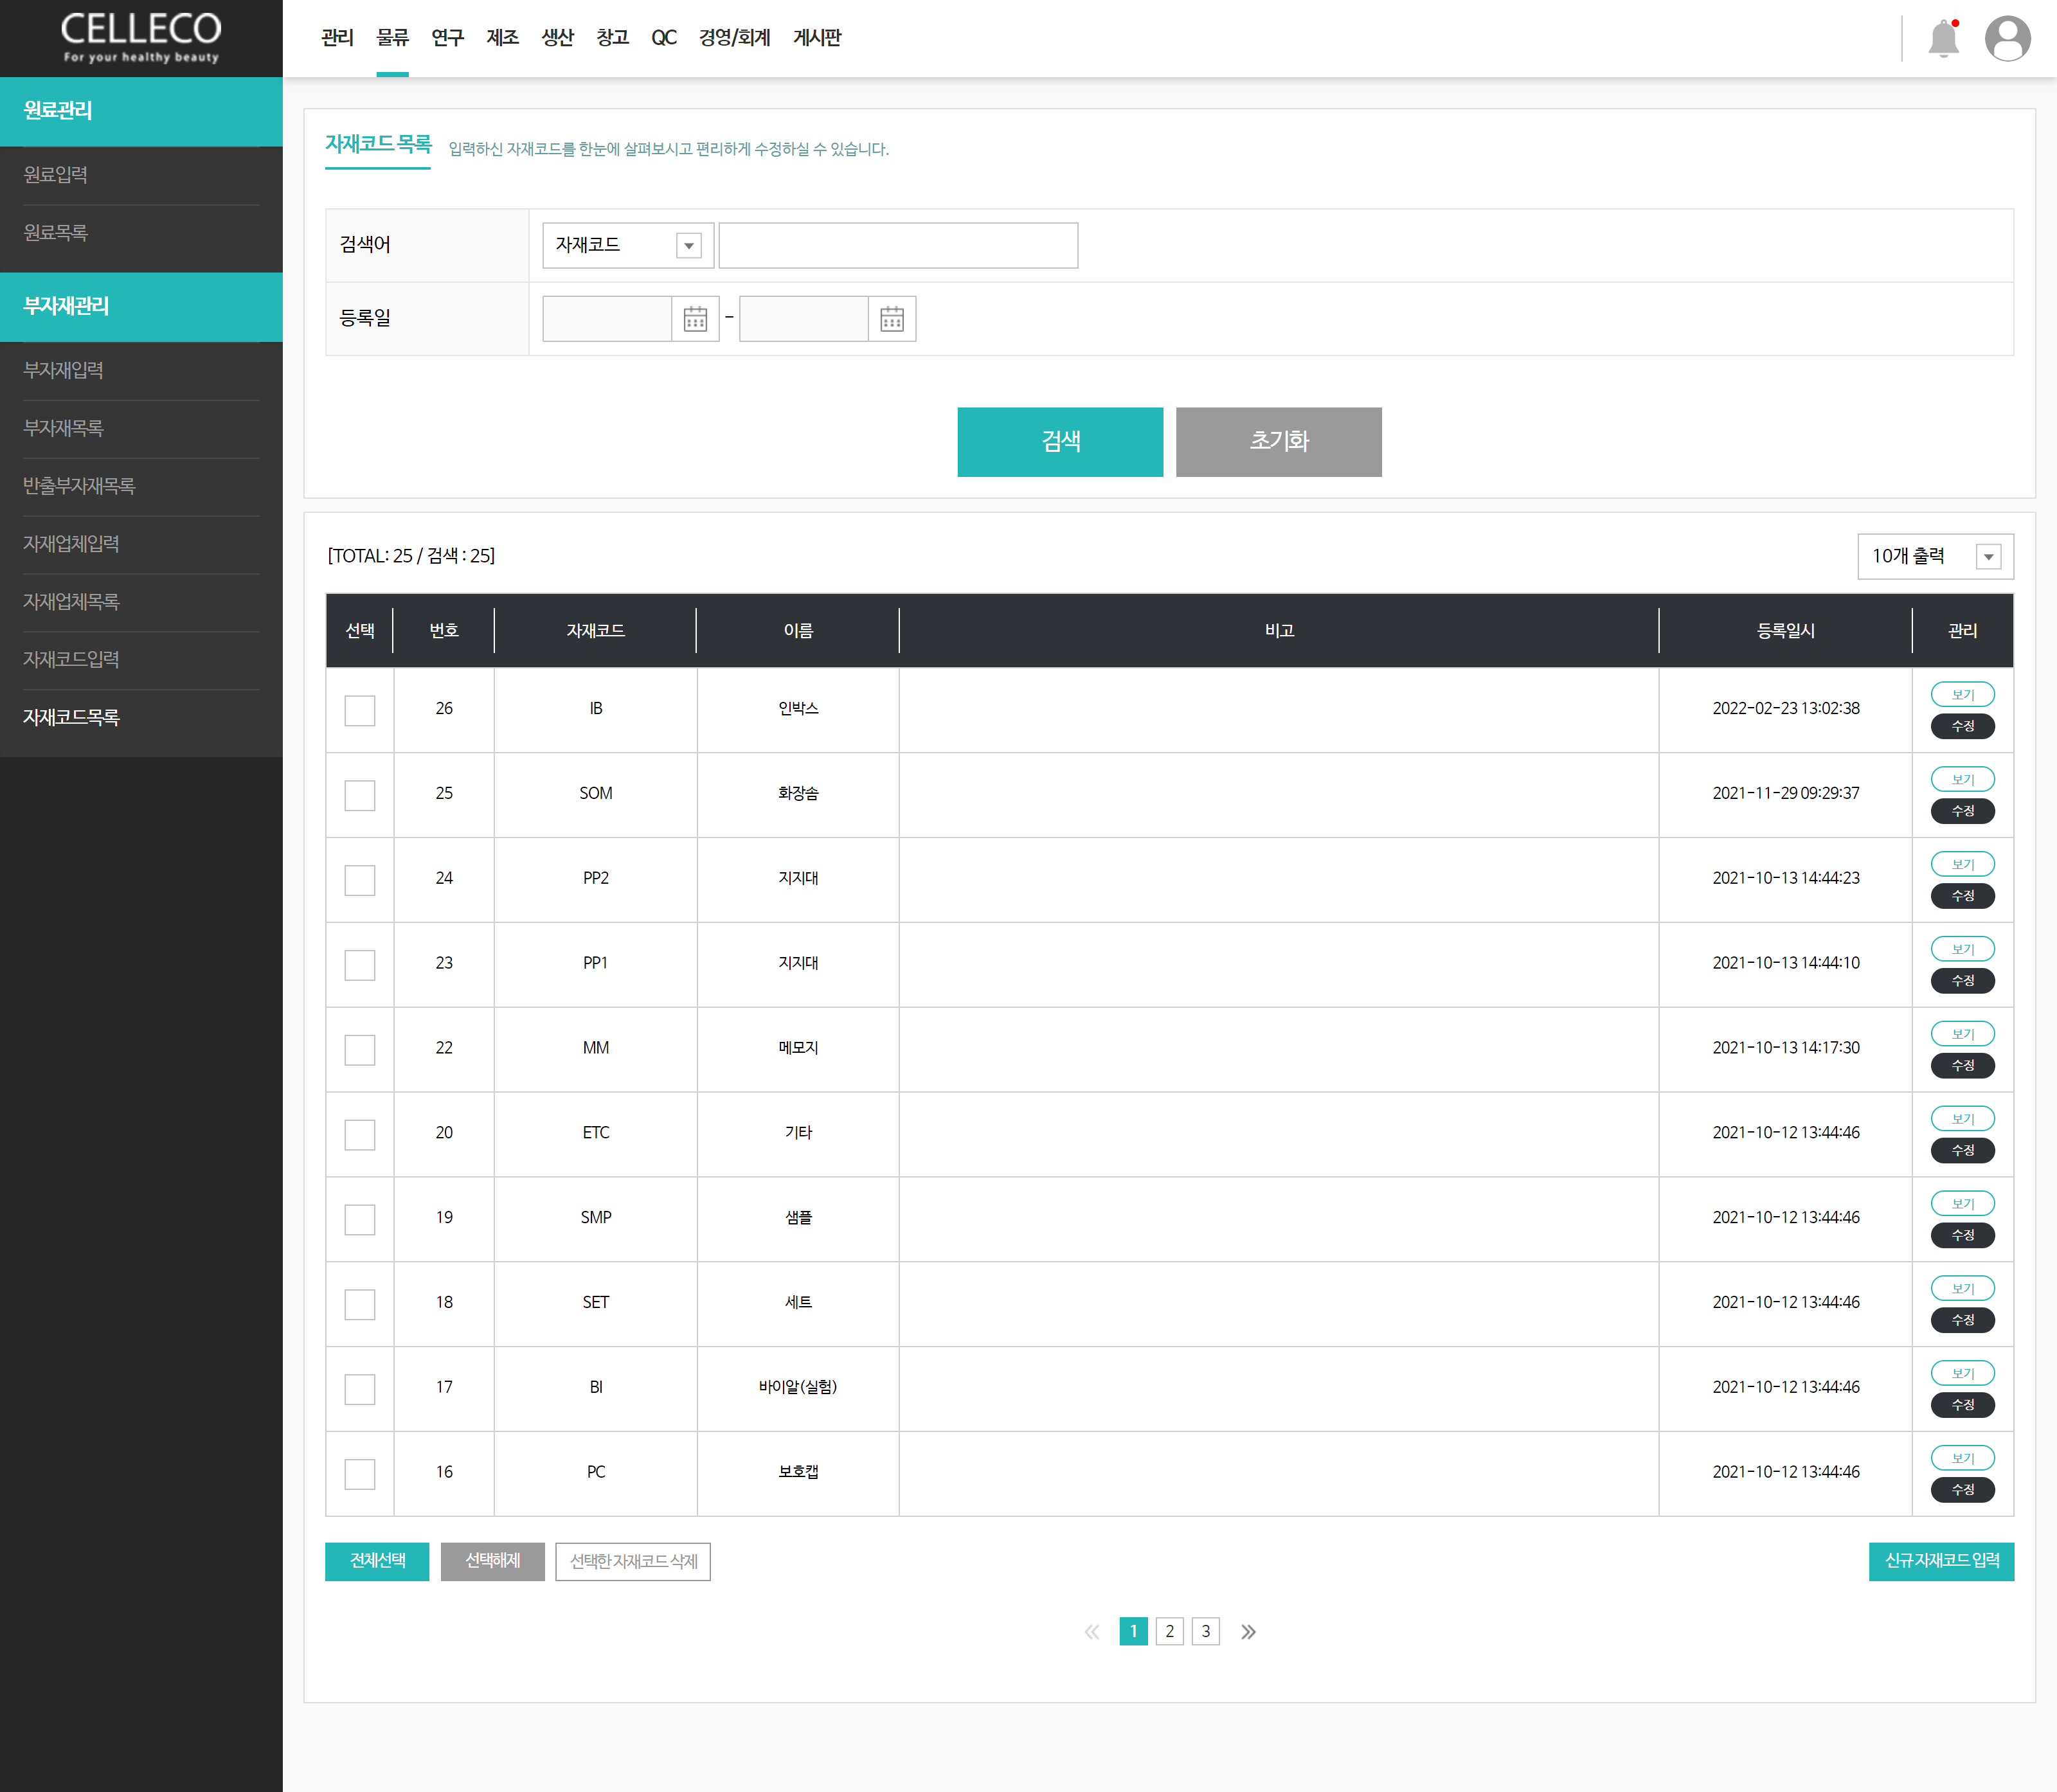 CELLECO
For your healthy beauty
관리 물류 연구 제조 생산 창고 QC 경영/회계 게시판
원료관리
원료입력
원료목록
부자재관리
부자재입력
부자재목록
반출부자재목록
자재업체입력
자재업체목록
자재코드입력
자재코드목록
자재코드 목록 입력하신 자재코드를 한눈에 살펴보시고 편리하게 수정하실 수 있습니다.
검색어 자재코드
등록일 -
검색 초기화
[TOTAL: 25 / 검색 : 25] 10개 출력
선택 번호 자재코드 이름 비고 등록일시 관리
26 IB 인박스 2022-02-23 13:02:38 보기 수정
25 SOM 화장솜 2021-11-29 09:29:37 보기 수정
24 PP2 지지대 2021-10-13 14:44:23 보기 수정
23 PP1 지지대 2021-10-13 14:44:10 보기 수정
22 MM 메모지 2021-10-13 14:17:30 보기 수정
20 ETC 기타 2021-10-12 13:44:46 보기 수정
19 SMP 샘플 2021-10-12 13:44:46 보기 수정
18 SET 세트 2021-10-12 13:44:46 보기 수정
17 BI 바이알(실험) 2021-10-12 13:44:46 보기 수정
16 PC 보호캡 2021-10-12 13:44:46 보기 수정
전체선택 선택해제 선택한 자재코드 삭제 신규 자재코드 입력
1 2 3